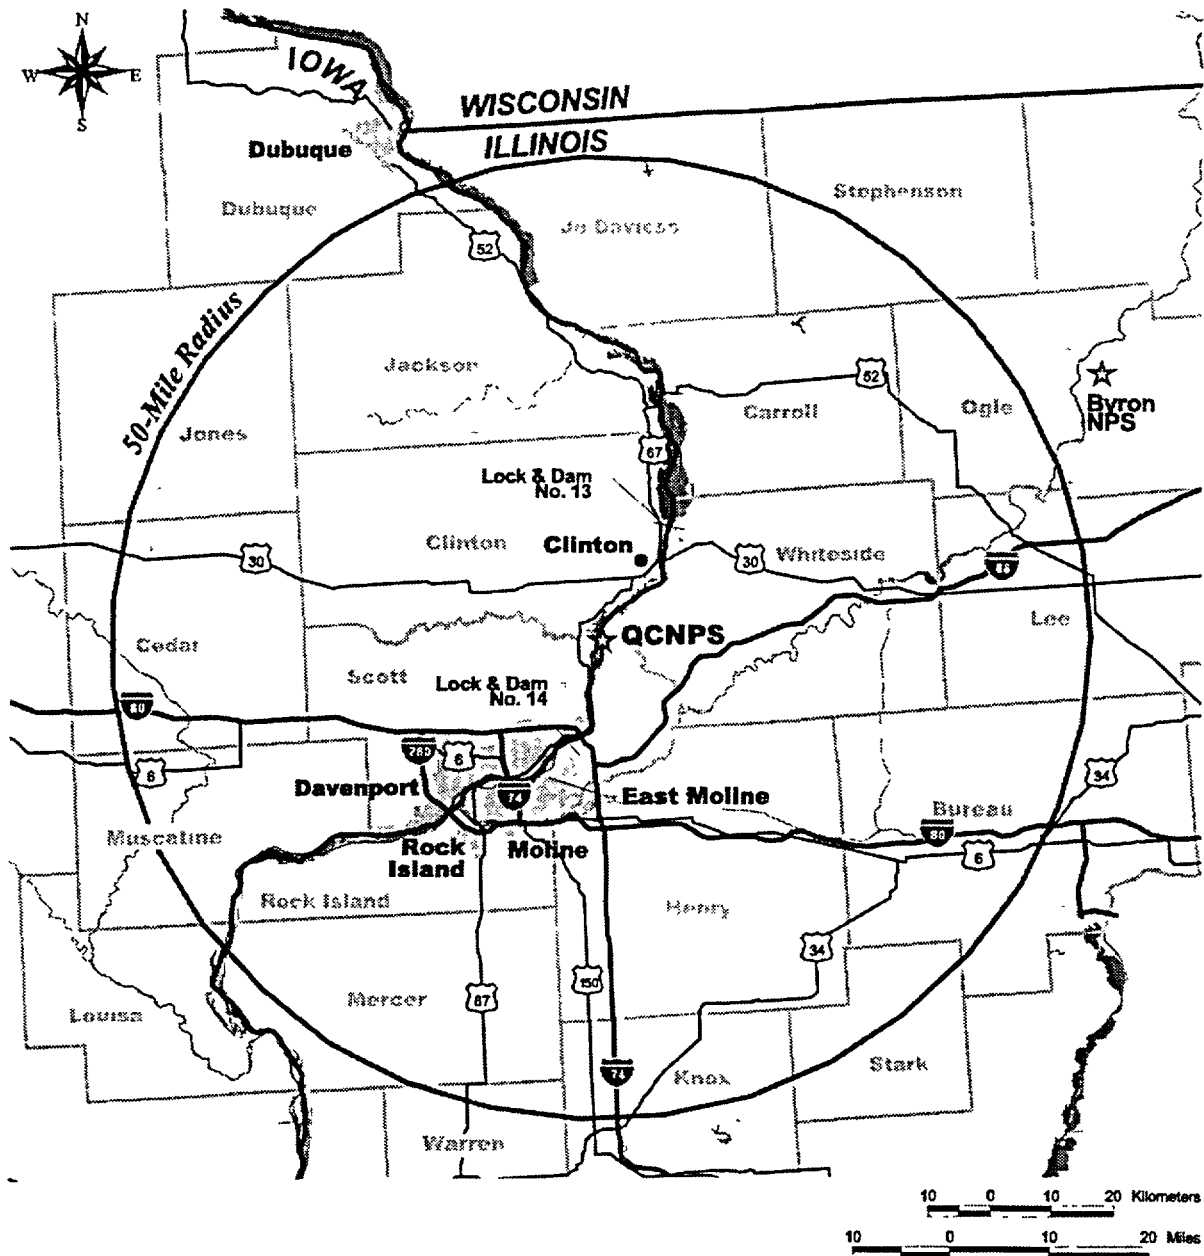 N
W E
S
IOWA
WISCONSIN
ILLINOIS
Dubuque
Dubuque
Stephenson
Jo Daviess
52
50-Mile Radius
Jackson
52
Jones
Carroll
Ogle
Byron
NPS
67
Lock & Dam
No. 13
Clinton
Clinton
30
30
Whiteside
88
Cedar
QCNPS
Lee
Scott
Lock & Dam
No. 14
80
280
6
6
34
Davenport
74
East Moline
Bureau
Muscatine
80
Rock
Island
Moline
6
Rock Island
Henry
34
Mercer
67
150
Louisa
74
Knox
Stark
Warren
10 0 10 20 Kilometers
10 0 10 20 Miles